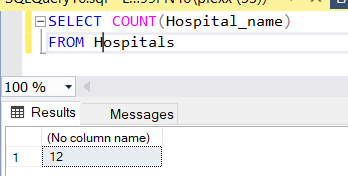 SELECT COUNT(Hospital_name)
FROM Hospitals
100 %
Results
Messages
(No column name)
1
12